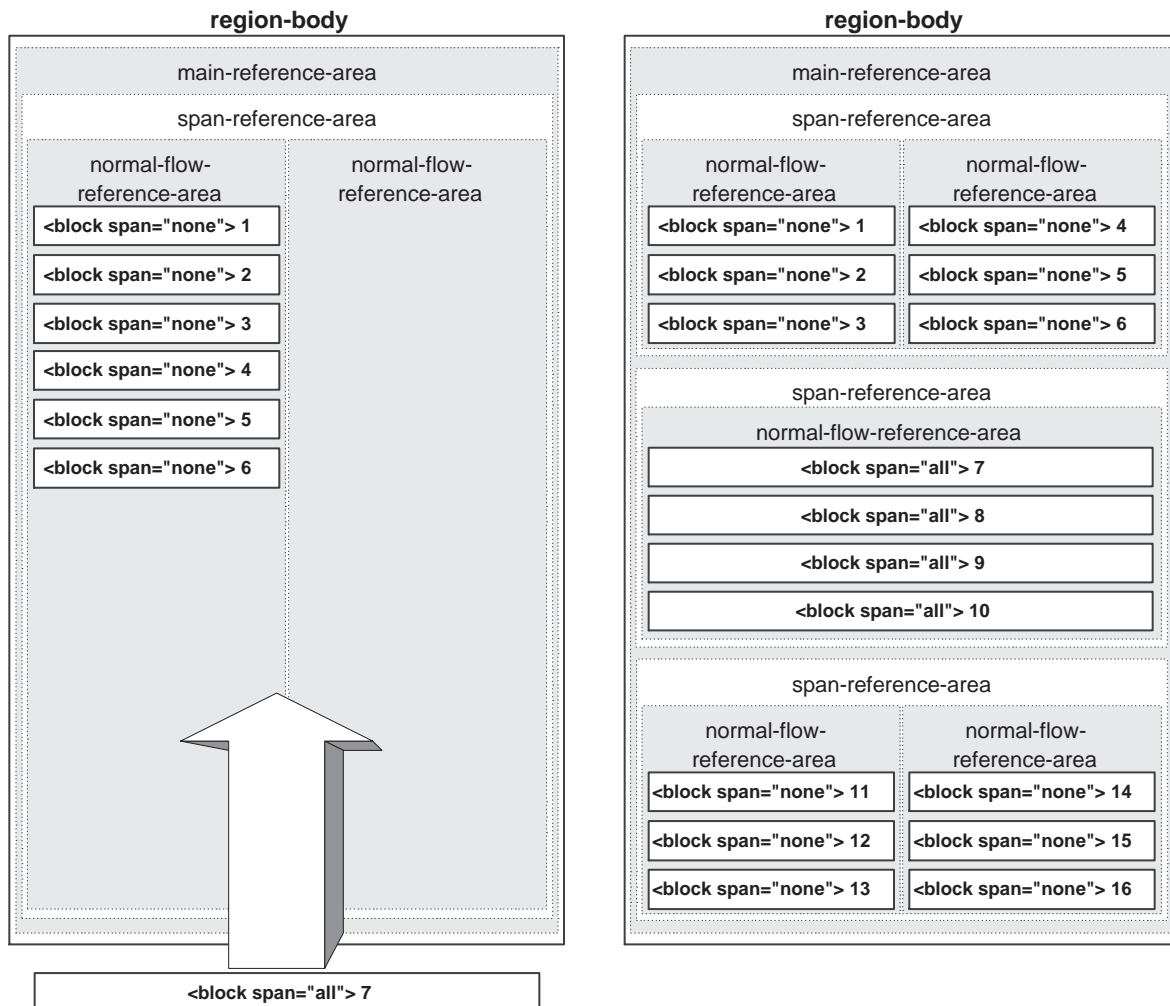 region-body
main-reference-area
span-reference-area
normal-flow-
reference-area
<block span="none"> 1
<block span="none"> 2
<block span="none"> 3
<block span="none"> 4
<block span="none"> 5
<block span="none"> 6
normal-flow-
reference-area
<block span="all"> 7
region-body
main-reference-area
span-reference-area
normal-flow-
reference-area
<block span="none"> 1
<block span="none"> 2
<block span="none"> 3
normal-flow-
reference-area
<block span="none"> 4
<block span="none"> 5
<block span="none"> 6
span-reference-area
normal-flow-reference-area
<block span="all"> 7
<block span="all"> 8
<block span="all"> 9
<block span="all"> 10
span-reference-area
normal-flow-
reference-area
<block span="none"> 11
<block span="none"> 12
<block span="none"> 13
normal-flow-
reference-area
<block span="none"> 14
<block span="none"> 15
<block span="none"> 16